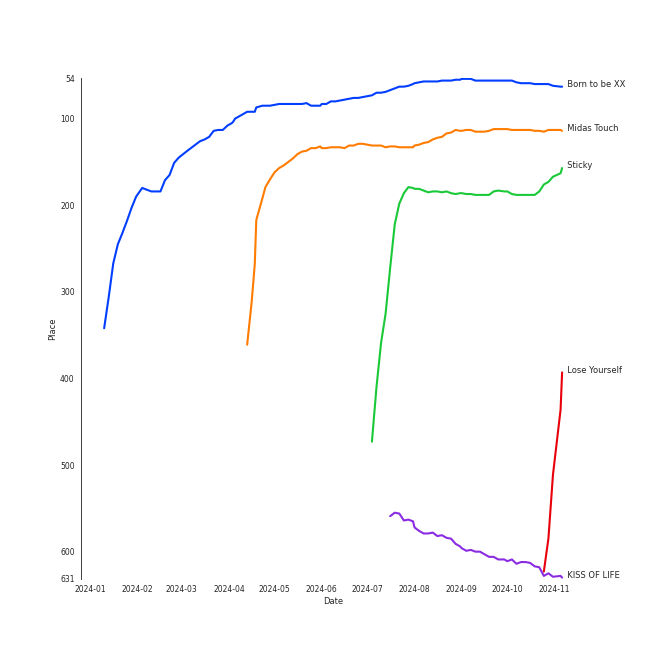 54
Born to be XX
100
Midas Touch
Sticky
200
300
Place
Lose Yourself
400
500
600
KISS OF LIFE
631
2024-01 2024-02 2024-03 2024-04 2024-05 2024-06 2024-07 2024-08 2024-09 2024-10 2024-11
Date